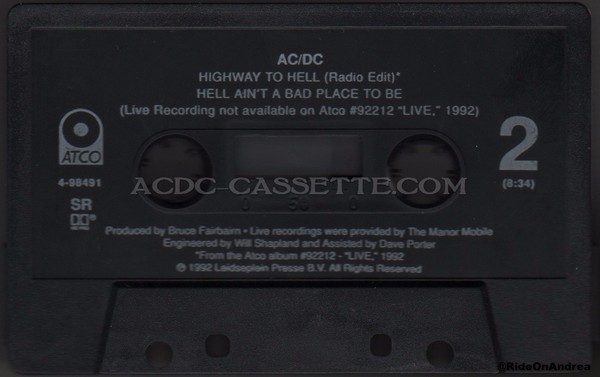 AC/DC
HIGHWAY TO HELL (Radio Edit)*
HELL AIN'T A BAD PLACE TO BE
(Live Recording not available on Atco #92212 "LIVE," 1992)
ATCO
2
4-98491
ACDC-CASSETTE.COM
(8:34)
SR
0 50 0
Produced by Bruce Fairbairn • Live recordings were provided by The Manor Mobile
Engineered by Will Shapland and Assisted by Dave Porter
*From the Atco album #92212 - "LIVE," 1992
℗ 1992 Leidseplein Presse B.V. All Rights Reserved
©RideOnAndrea